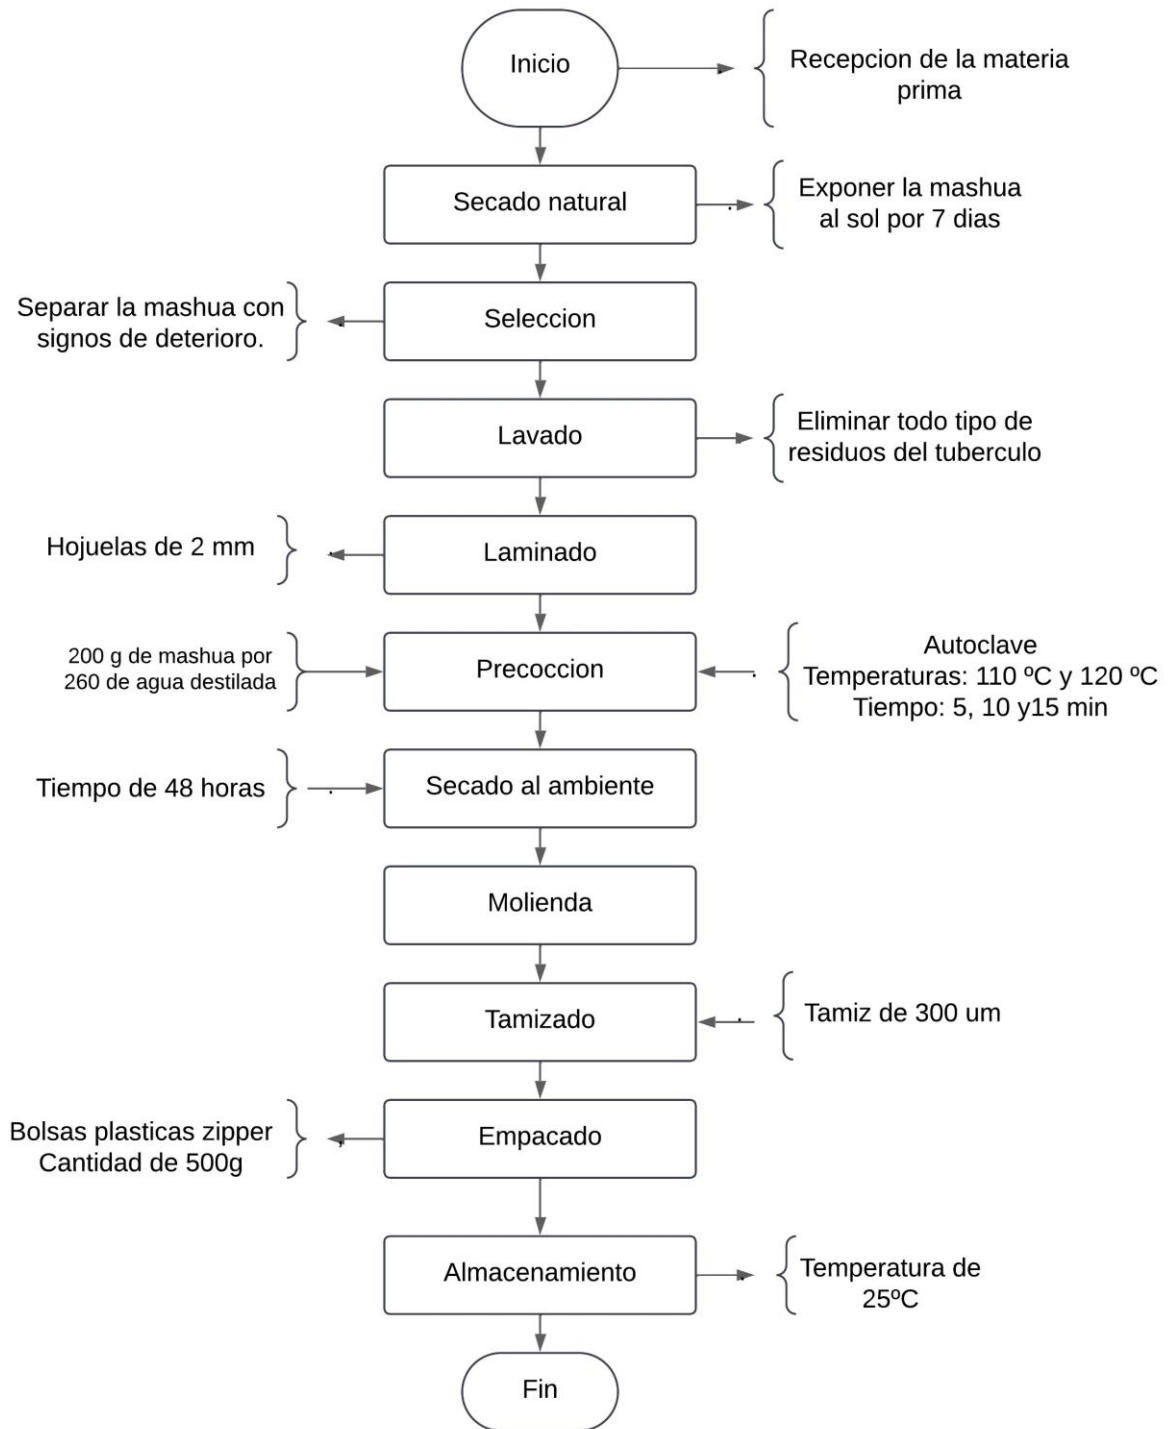 Inicio
Recepcion de la materia
prima
Secado natural
Exponer la mashua
al sol por 7 dias
Separar la mashua con
signos de deterioro.
Seleccion
Lavado
Eliminar todo tipo de
residuos del tuberculo
Hojuelas de 2 mm
Laminado
200 g de mashua por
260 de agua destilada
Precoccion
Autoclave
Temperaturas: 110 ºC y 120 ºC
Tiempo: 5, 10 y15 min
Tiempo de 48 horas
Secado al ambiente
Molienda
Tamizado
Tamiz de 300 um
Bolsas plasticas zipper
Cantidad de 500g
Empacado
Almacenamiento
Temperatura de
25ºC
Fin